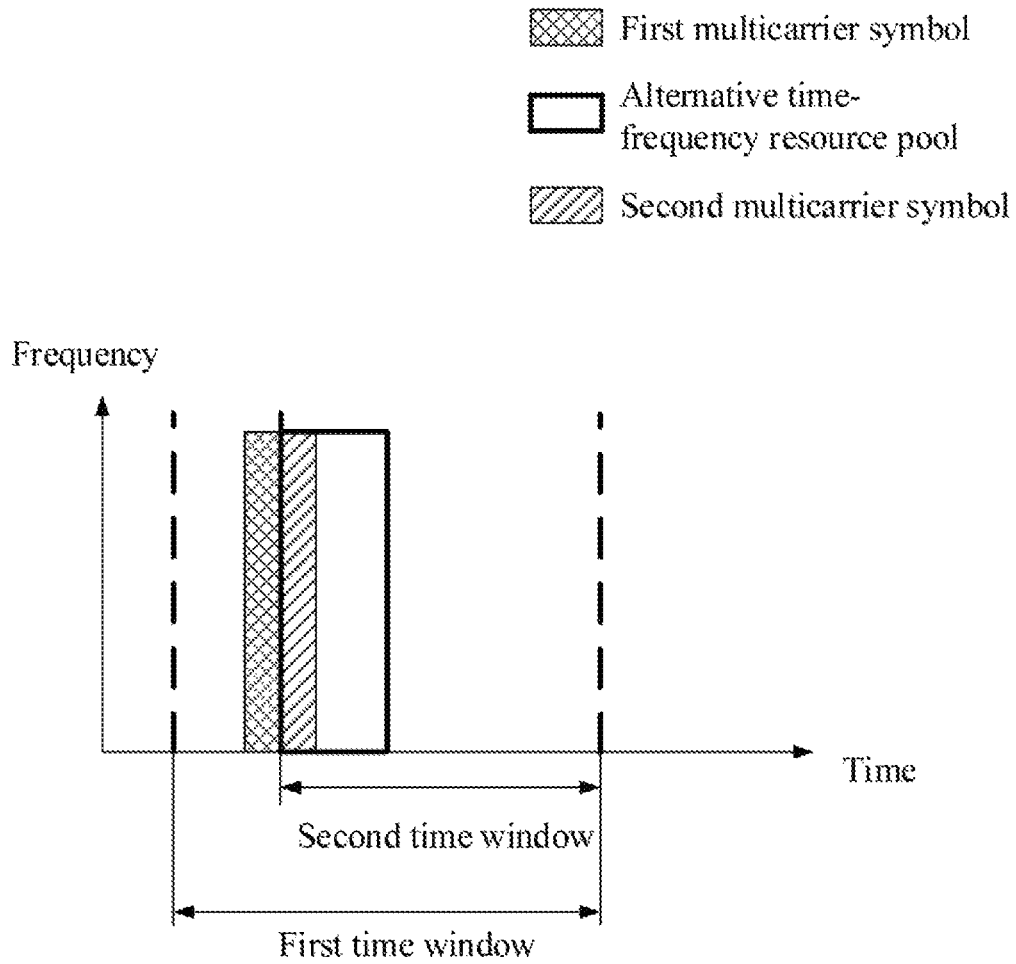 First multicarrier symbol
Alternative time-
frequency resource pool
Second multicarrier symbol
Frequency
Time
Second time window
First time window